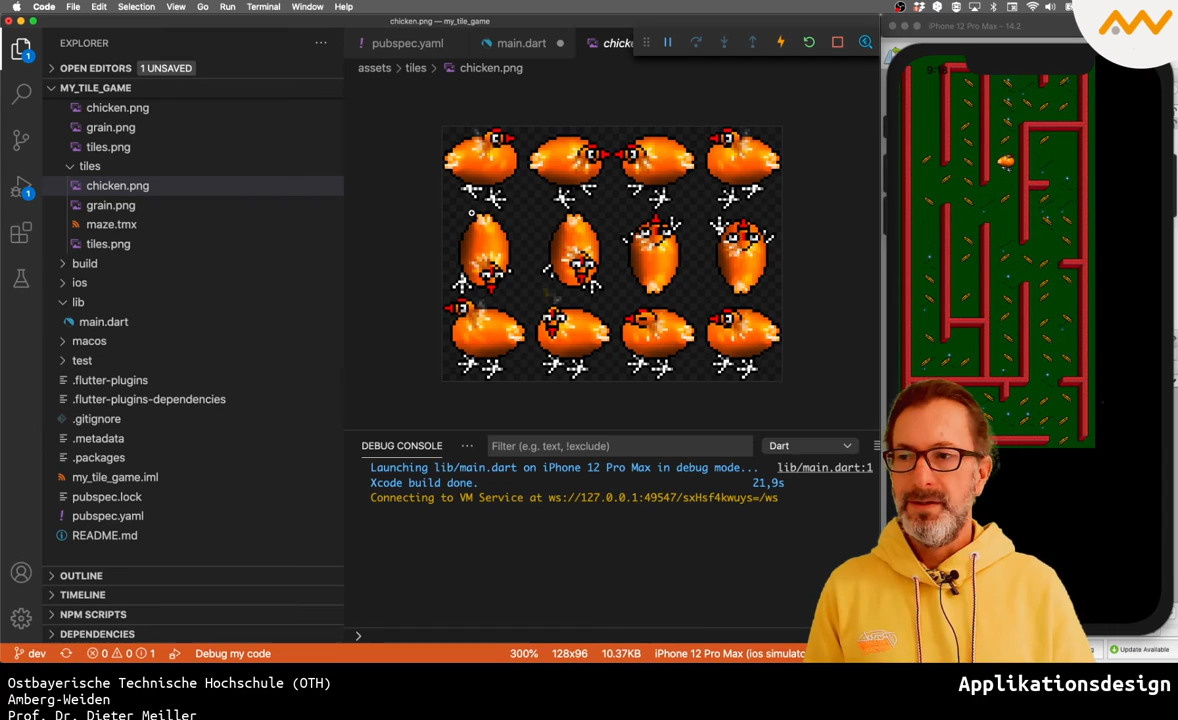 Code File Edit Selection View Go Run Terminal Window Help
chicken.png — my_tile_game
iPhone 12 Pro Max – 14.2
EXPLORER
pubspec.yaml
main.dart
assets > tiles > chicken.png
OPEN EDITORS 1 UNSAVED
MY_TILE_GAME
chicken.png
grain.png
tiles.png
tiles
chicken.png
grain.png
maze.tmx
tiles.png
build
ios
lib
main.dart
macos
test
.flutter-plugins
.flutter-plugins-dependencies
.gitignore
.metadata
.packages
my_tile_game.iml
pubspec.lock
pubspec.yaml
README.md
OUTLINE
TIMELINE
NPM SCRIPTS
DEPENDENCIES
DEBUG CONSOLE
Filter (e.g. text, !exclude)
Dart
Launching lib/main.dart on iPhone 12 Pro Max in debug mode... lib/main.dart:1
Xcode build done. 21,9s
Connecting to VM Service at ws://127.0.0.1:49547/sxHsf4kwuys=/ws
dev 0 0 1 Debug my code 300% 128x96 10.37KB iPhone 12 Pro Max (ios simulator
Update Available
Ostbayerische Technische Hochschule (OTH)
Amberg-Weiden
Prof. Dr. Dieter Meiller
Applikationsdesign